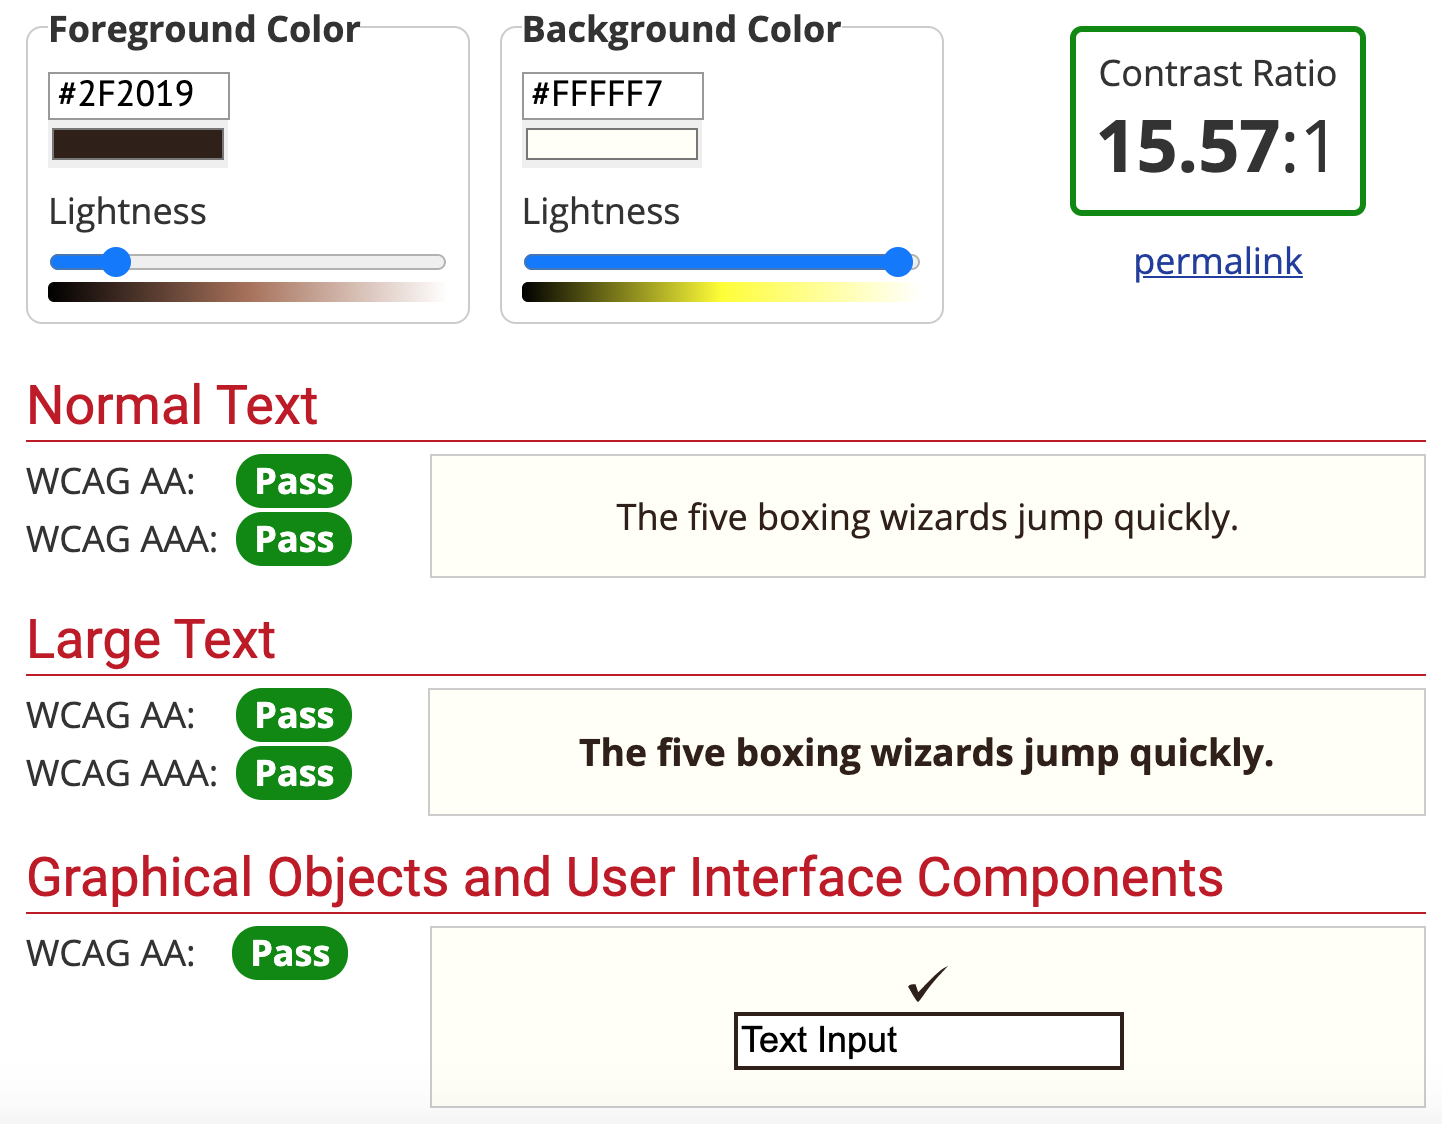 Foreground Color
#2F2019
Lightness
Background Color
#FFFFF7
Lightness
Contrast Ratio
15.57:1
permalink
Normal Text
WCAG AA: Pass
WCAG AAA: Pass
The five boxing wizards jump quickly.
Large Text
WCAG AA: Pass
WCAG AAA: Pass
The five boxing wizards jump quickly.
Graphical Objects and User Interface Components
WCAG AA: Pass
✓
Text Input